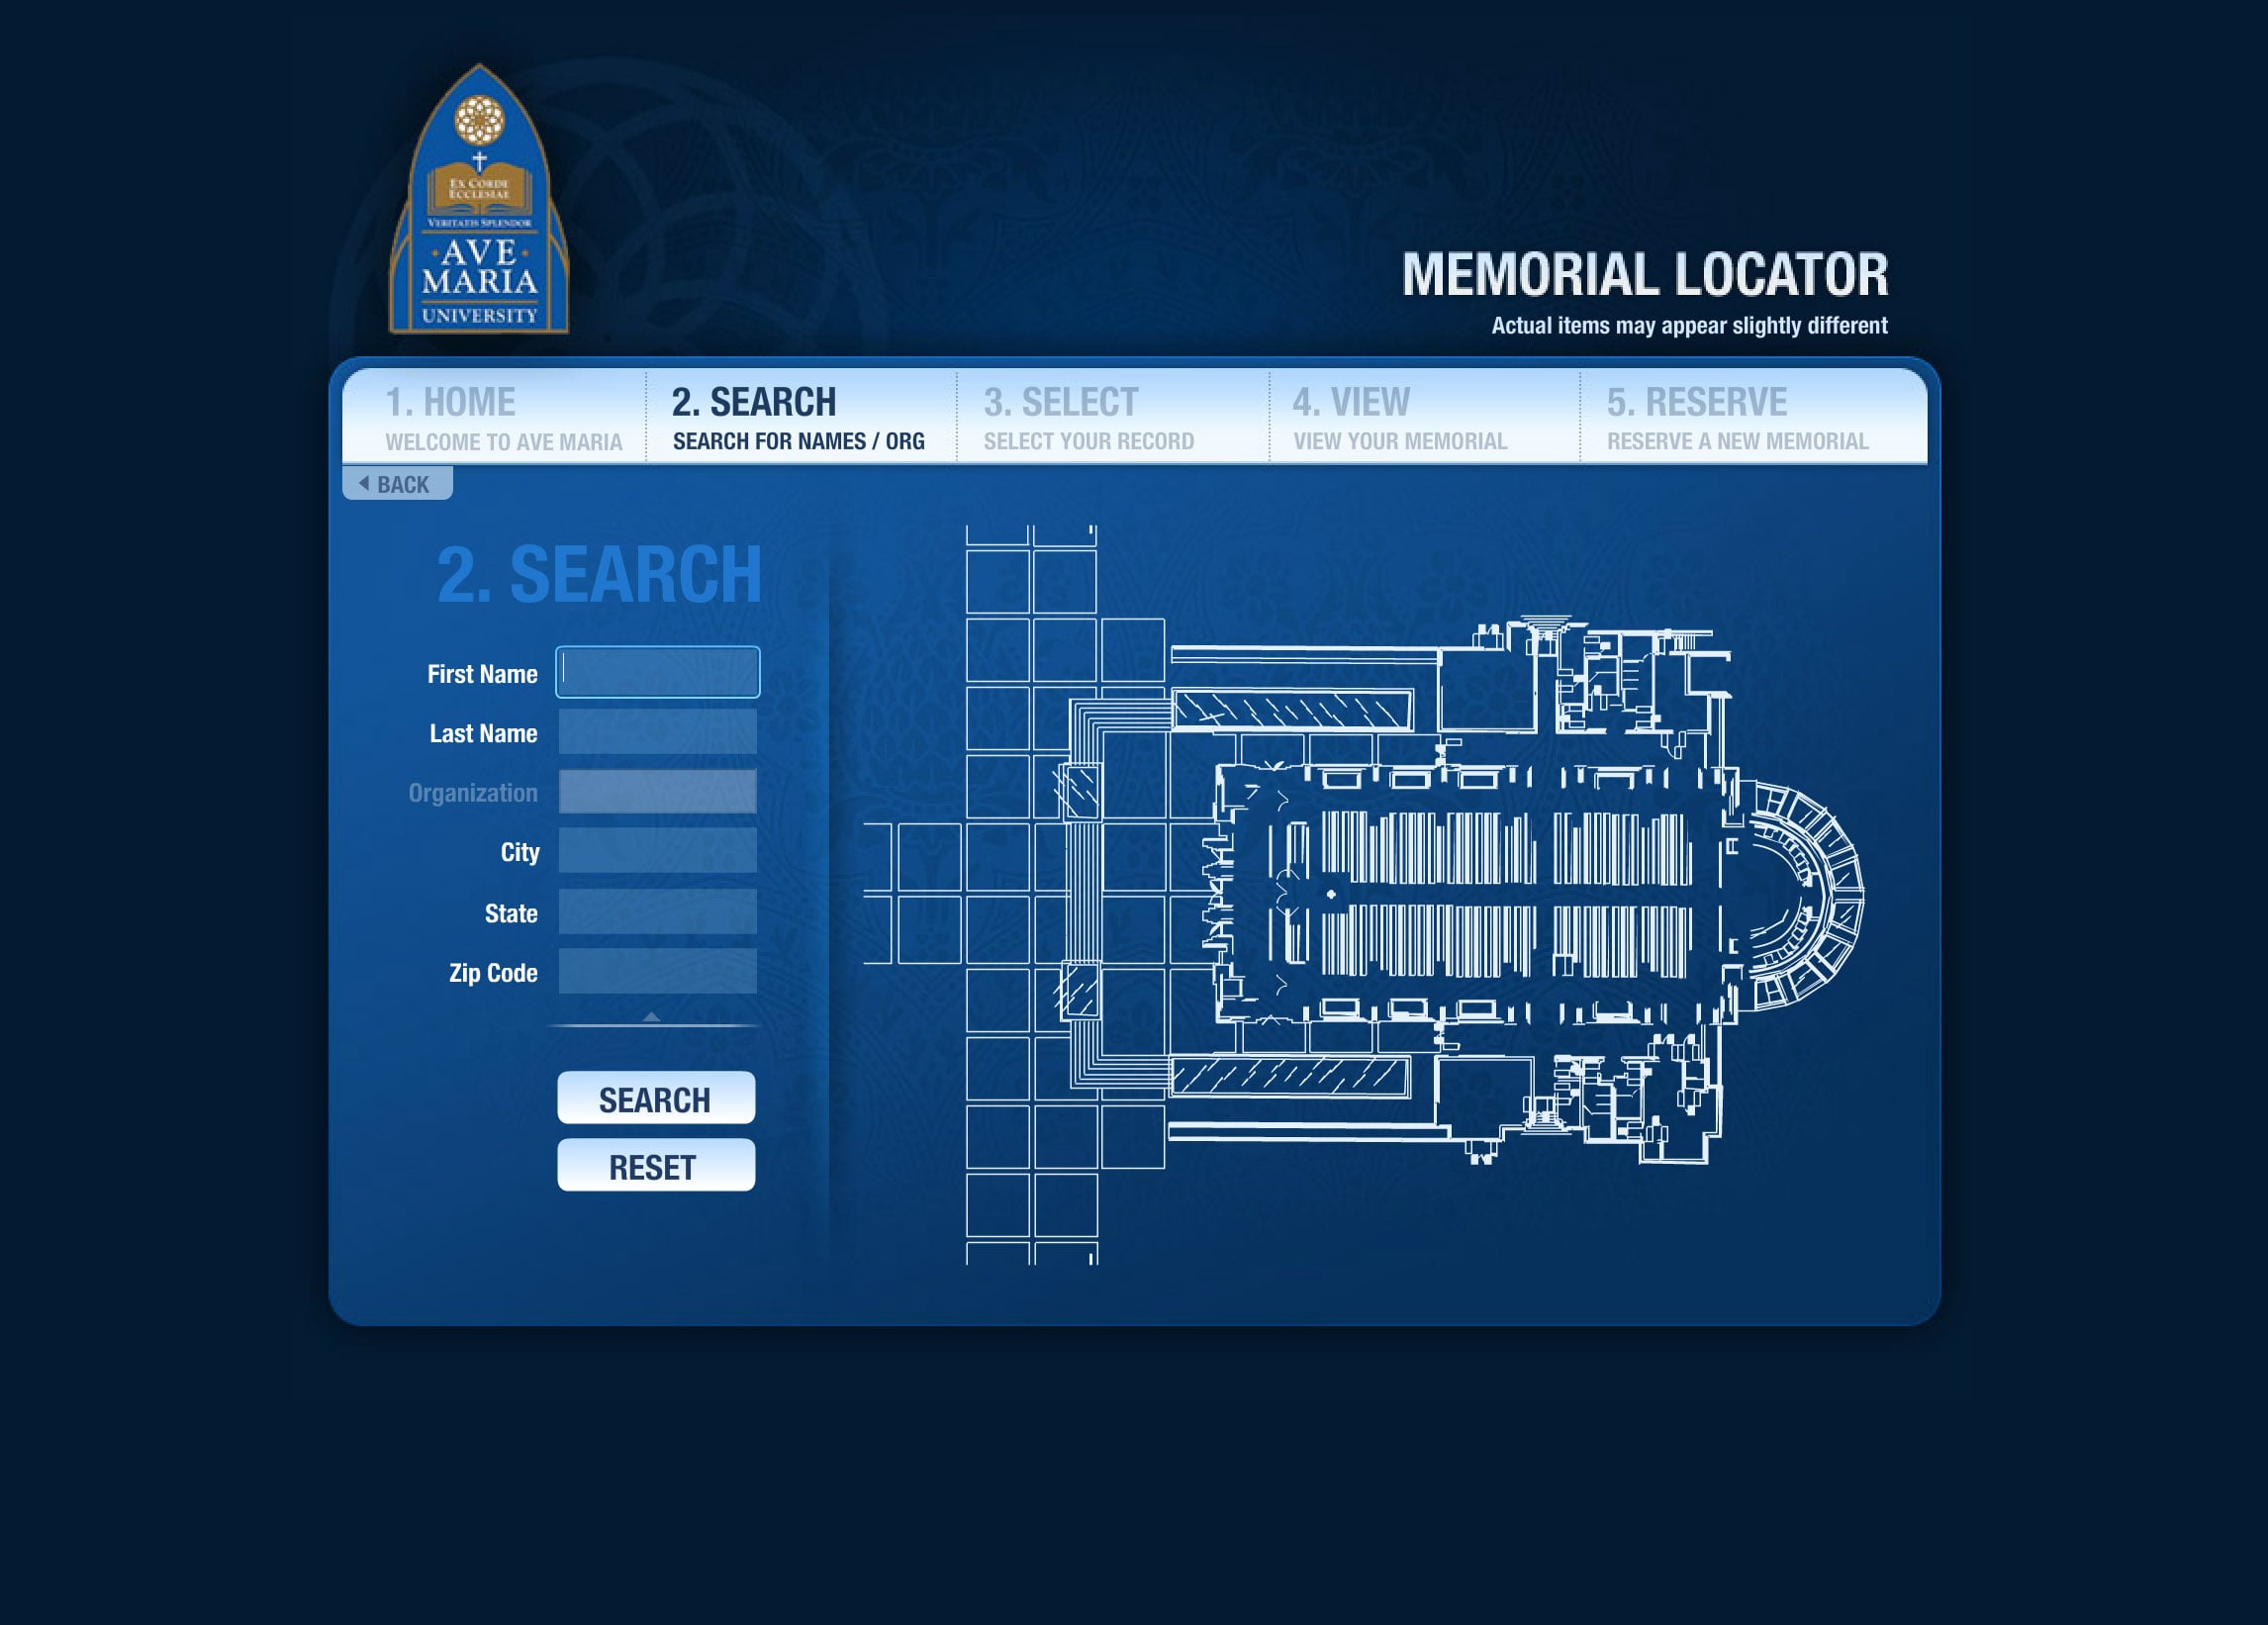 EX CORDE
ECCLESIAE
VERITATIS SPLENDOR
·AVE·
MARIA
UNIVERSITY
MEMORIAL LOCATOR
Actual items may appear slightly different
1. HOME
WELCOME TO AVE MARIA
2. SEARCH
SEARCH FOR NAMES / ORG
3. SELECT
SELECT YOUR RECORD
4. VIEW
VIEW YOUR MEMORIAL
5. RESERVE
RESERVE A NEW MEMORIAL
BACK
2. SEARCH
First Name
Last Name
Organization
City
State
Zip Code
SEARCH
RESET